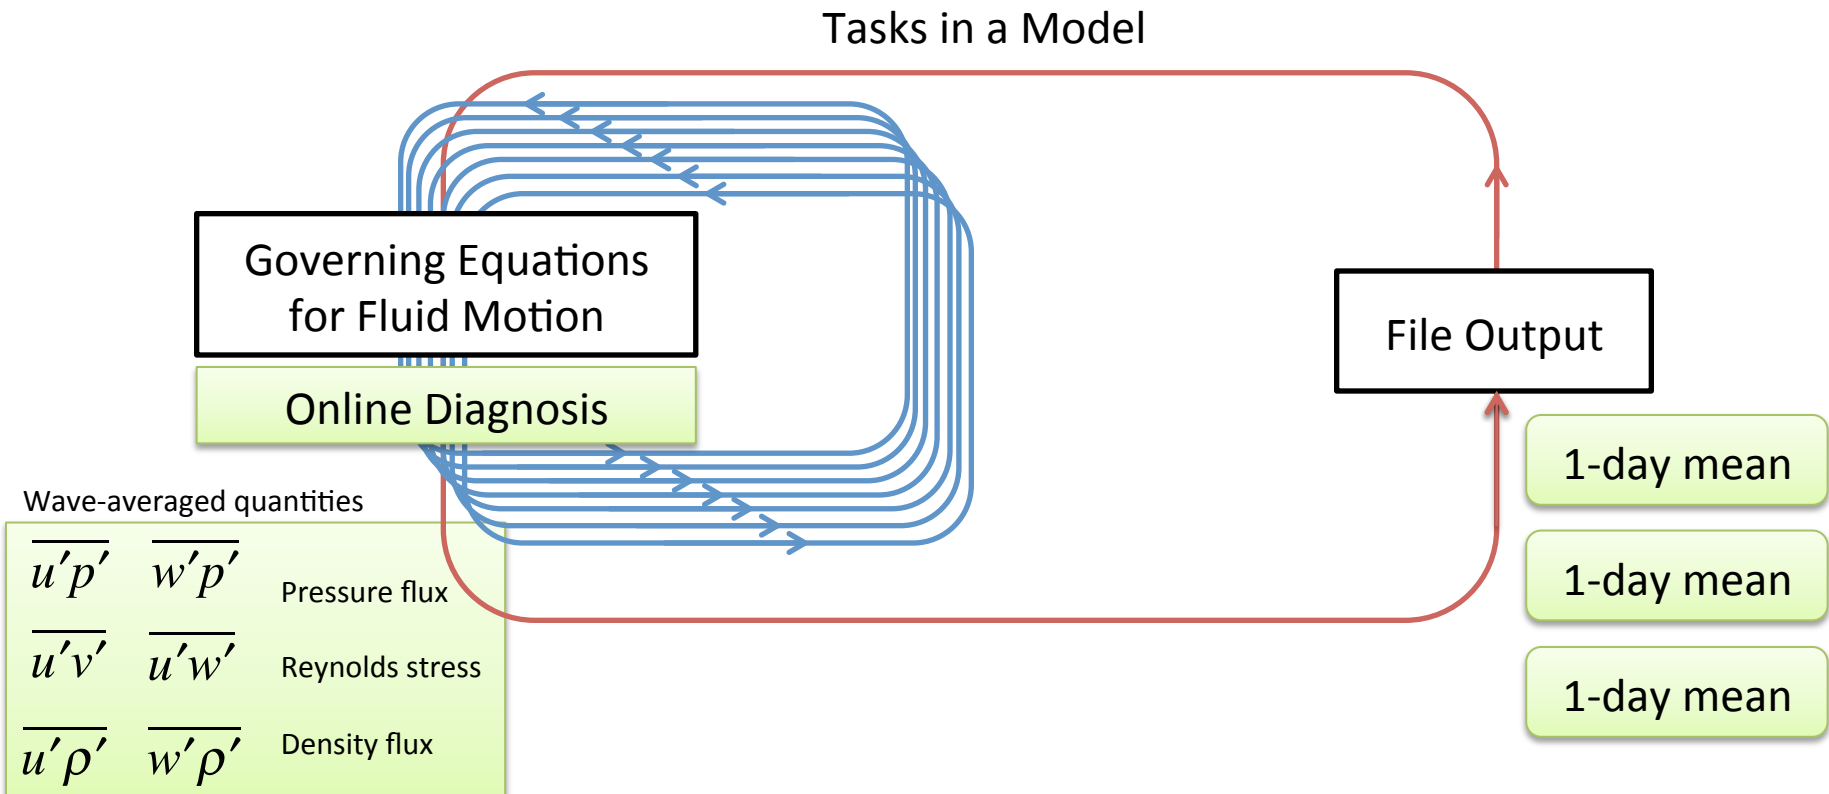 Tasks in a Model
Governing Equations
for Fluid Motion
Online Diagnosis
File Output
1-day mean
1-day mean
1-day mean
Wave-averaged quantities
u′p′ w′p′ Pressure flux
u′v′ u′w′ Reynolds stress
u′ρ′ w′ρ′ Density flux